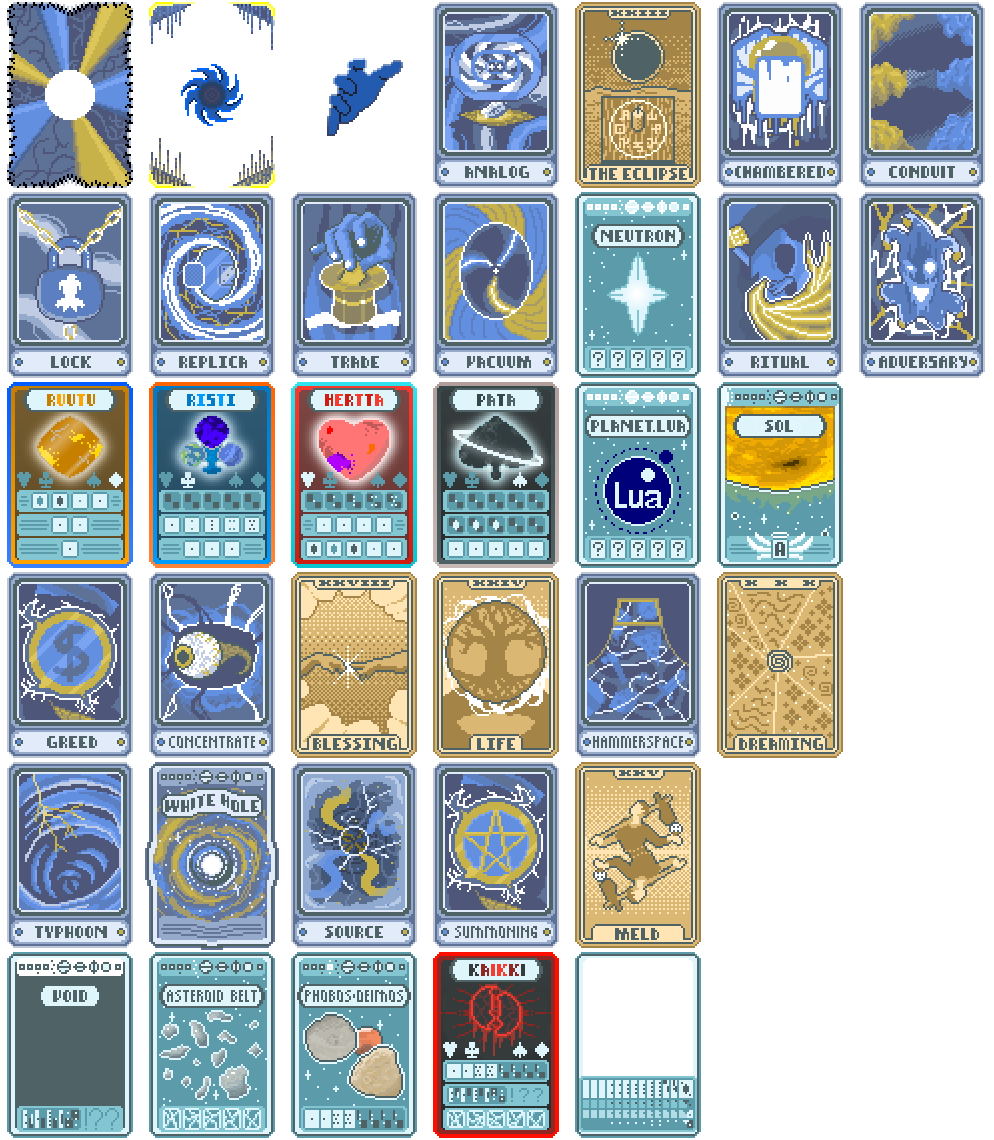 ANALOG
XXIII
THE ECLIPSE
CHAMBERED
CONDUIT
LOCK
REPLICA
TRADE
VACUUM
NEUTRON
? ? ? ? ?
RITUAL
ADVERSARY
RUUTU
RISTI
HERTTA
PATA
PLANET.LUA
Lua
? ? ? ? ?
SOL
A
$
GREED
CONCENTRATE
XXVIII
BLESSING
XXIV
LIFE
HAMMERSPACE
X X X
DREAMING
TYPHOON
WHITE HOLE
SOURCE
SUMMONING
XXV
MELD
VOID
!??
ASTEROID BELT
PHOBOS•DEIMOS
KAIKKI
!??